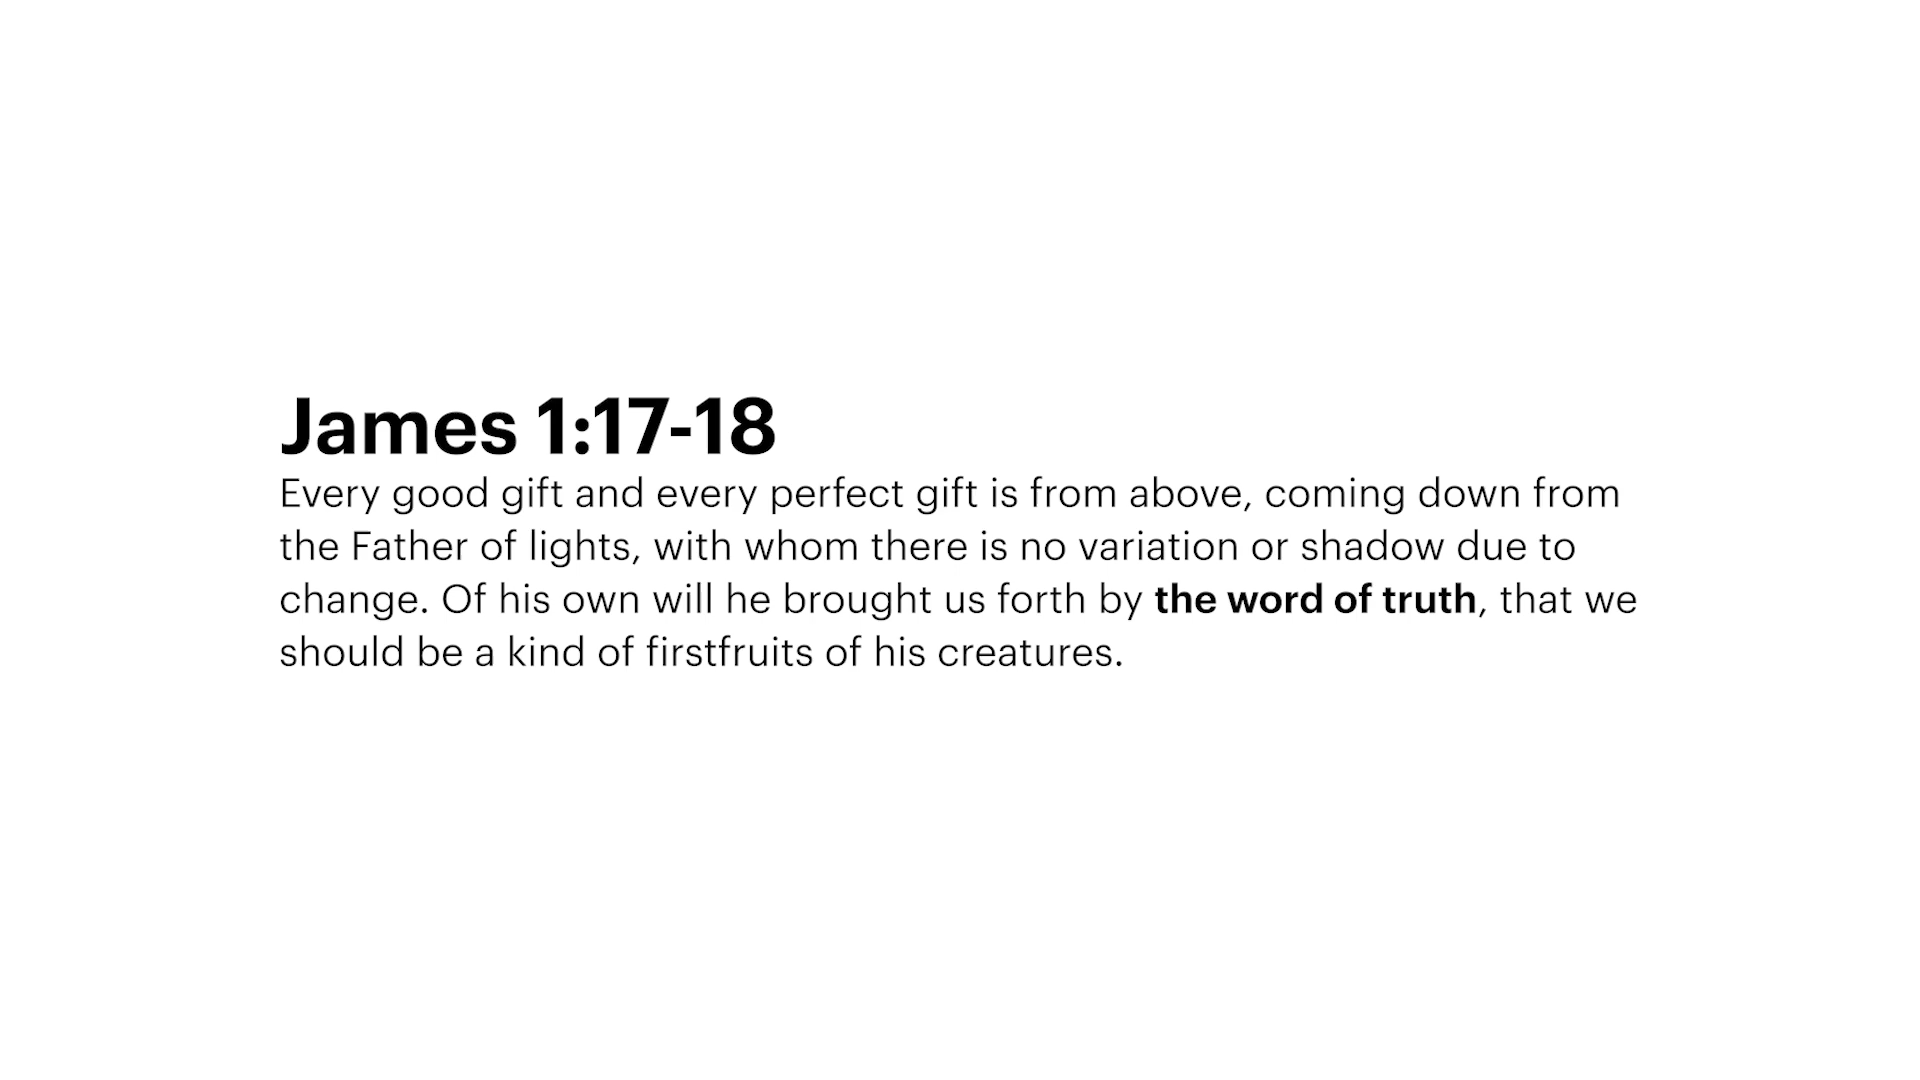 James 1:17-18
Every good gift and every perfect gift is from above, coming down from
the Father of lights, with whom there is no variation or shadow due to
change. Of his own will he brought us forth by the word of truth, that we
should be a kind of firstfruits of his creatures.